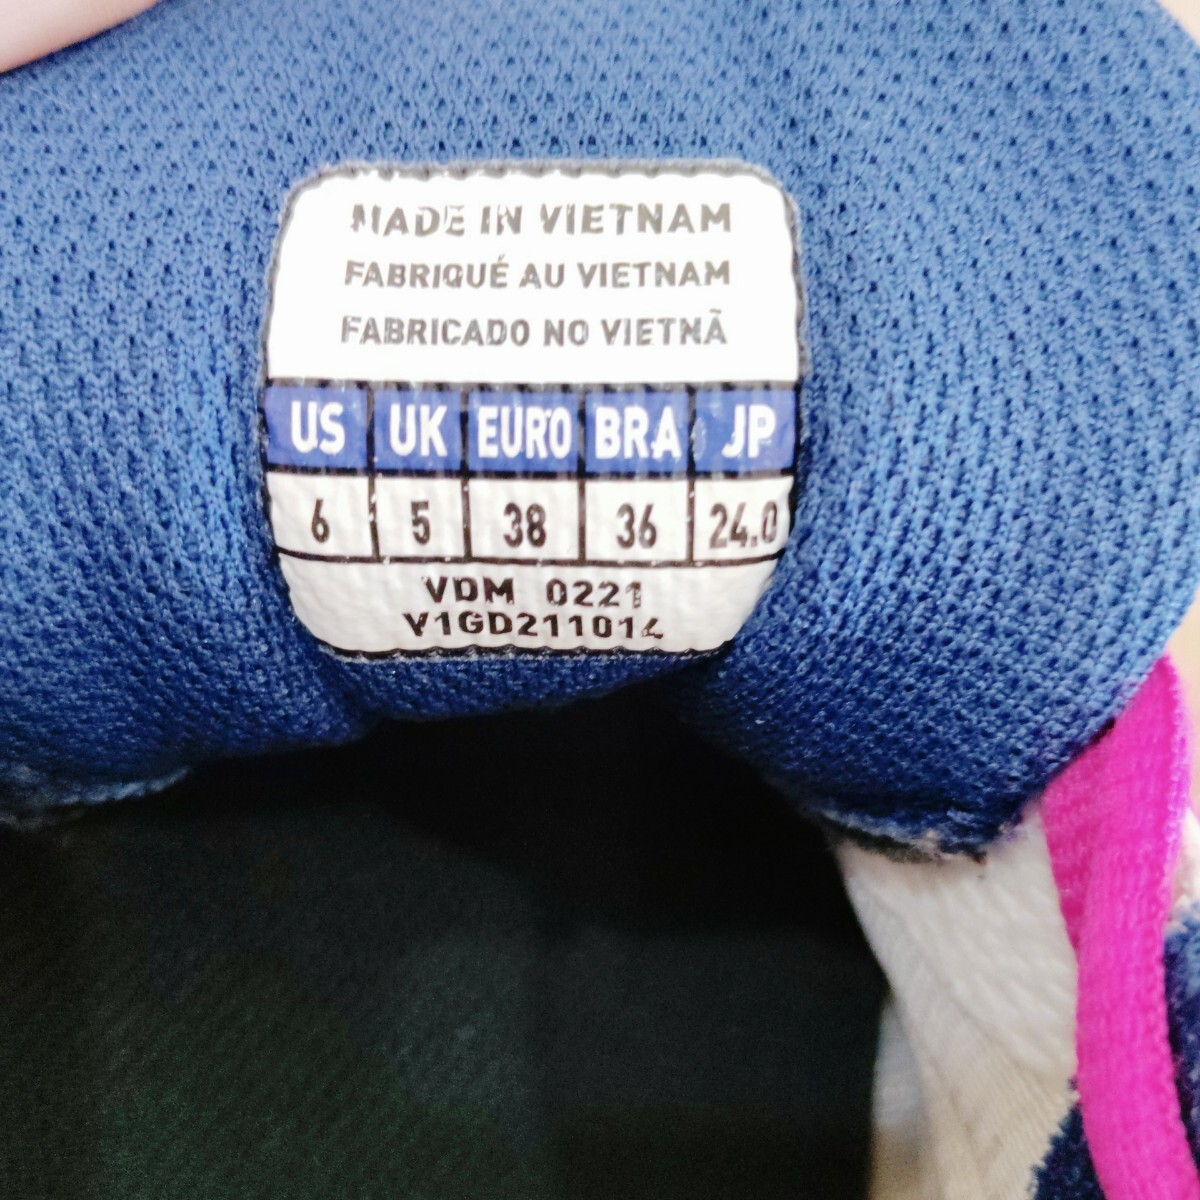 MADE IN VIETNAM
FABRIQUÉ AU VIETNAM
FABRICADO NO VIETNÃ
US UK EURO BRA JP
6 5 38 36 24.0
VDM 0221
V1GD211014